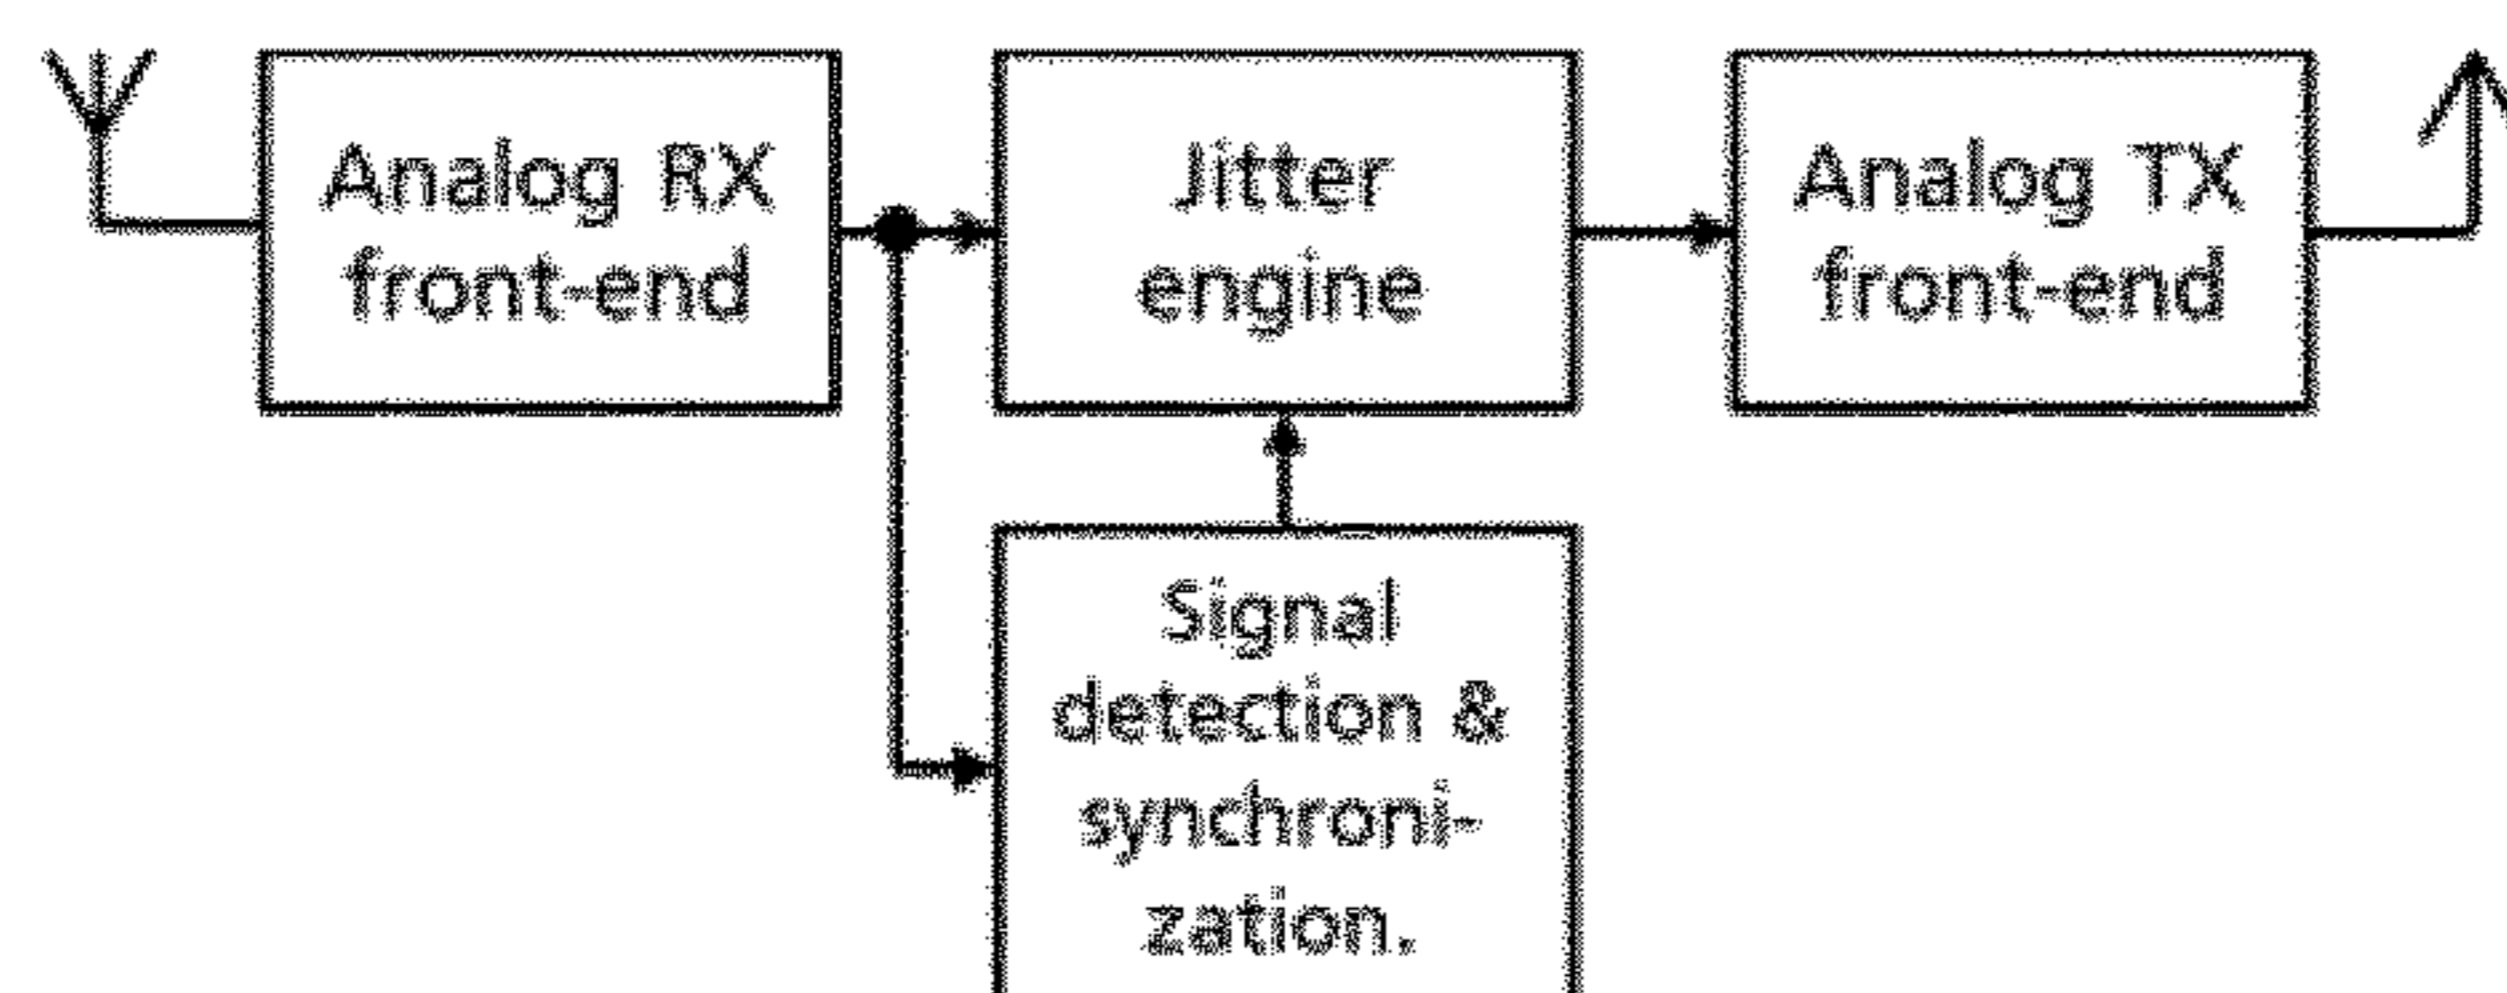 Analog RX
front-end
Jitter
engine
Analog TX
front-end
Signal
detection &
synchroni-
zation,